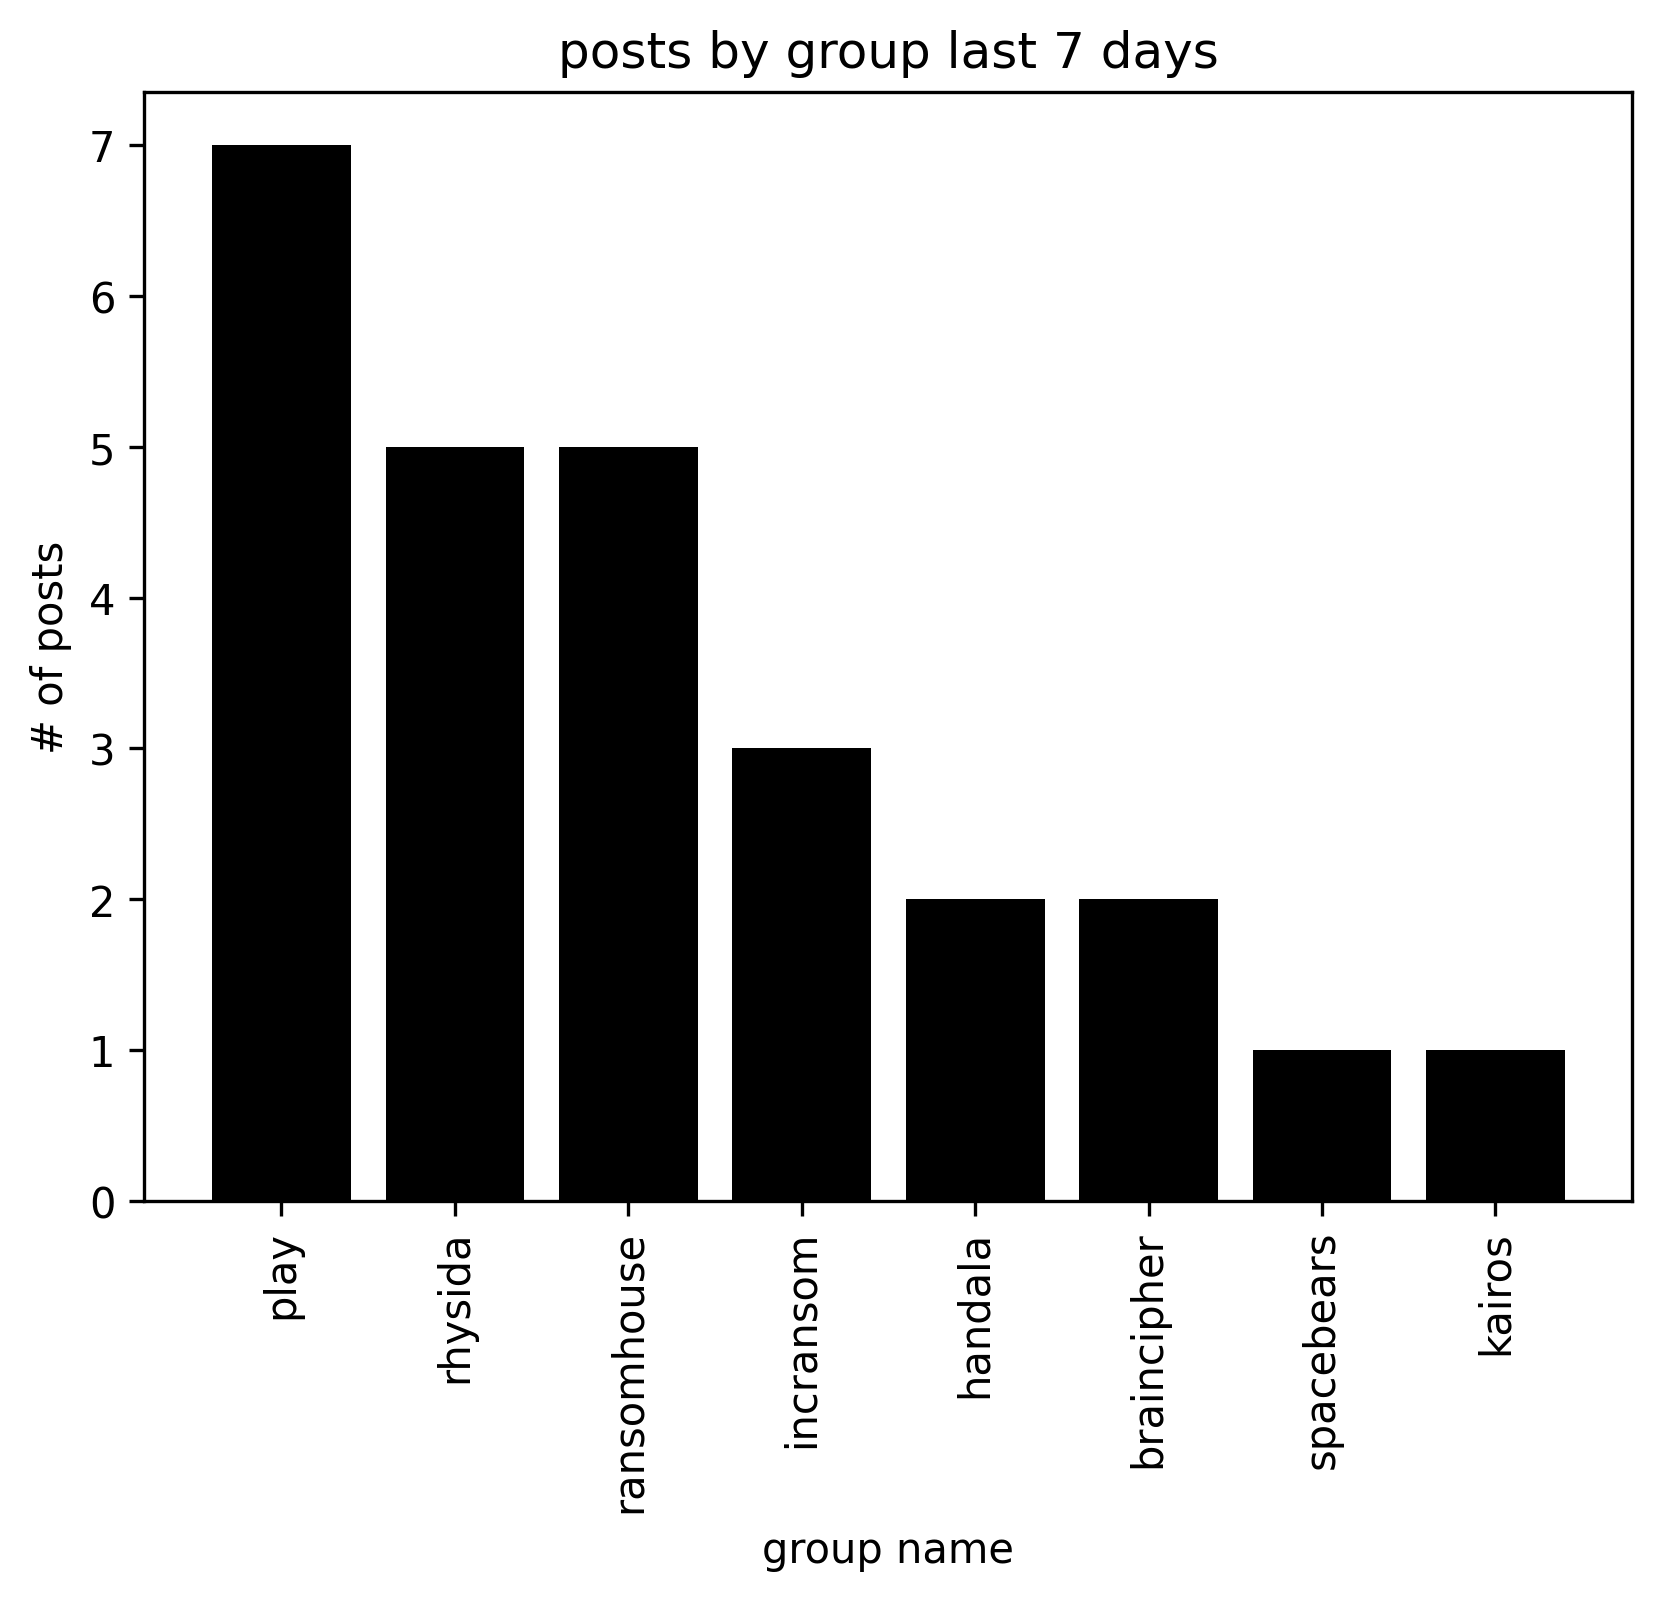 posts by group last 7 days
# of posts
7
6
5
4
3
2
1
0
play
rhysida
ransomhouse
incransom
handala
braincipher
spacebears
kairos
group name